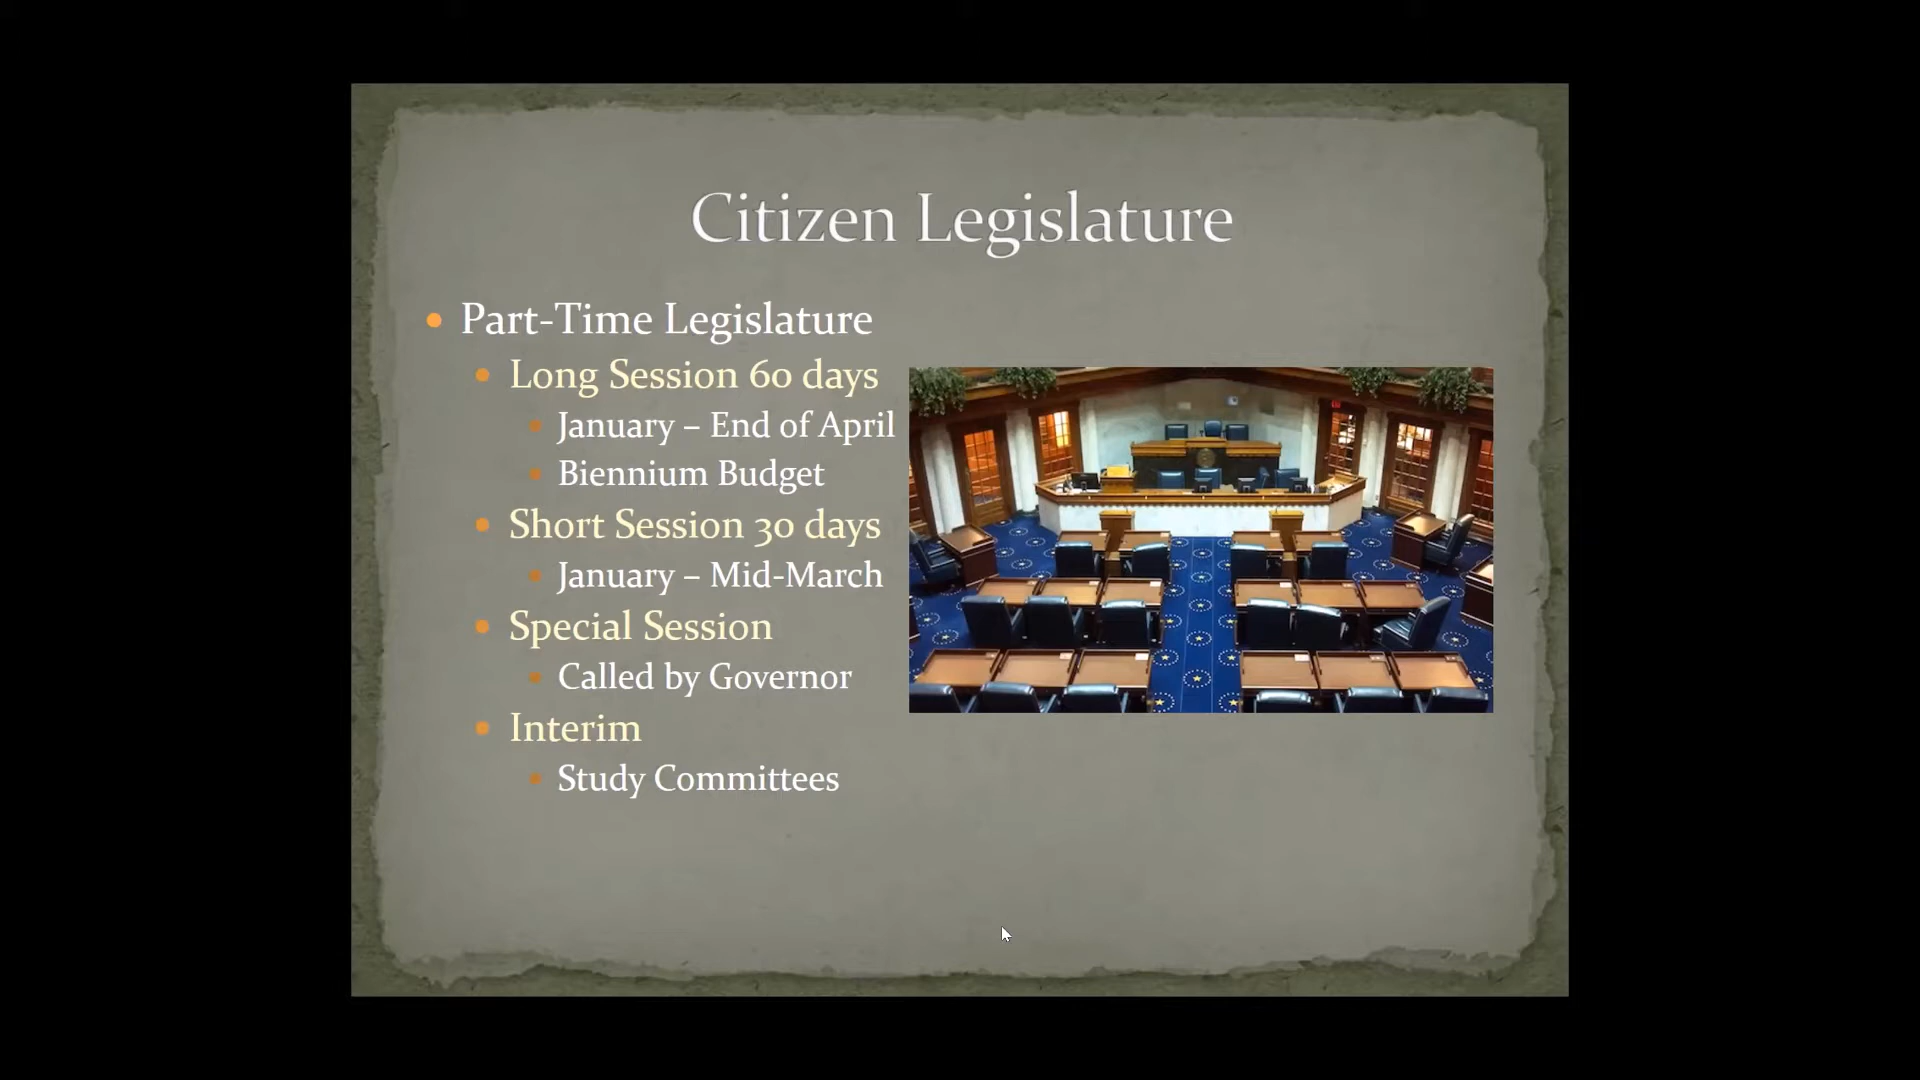 Citizen Legislature
Part-Time Legislature
Long Session 60 days
January – End of April
Biennium Budget
Short Session 30 days
January – Mid-March
Special Session
Called by Governor
Interim
Study Committees